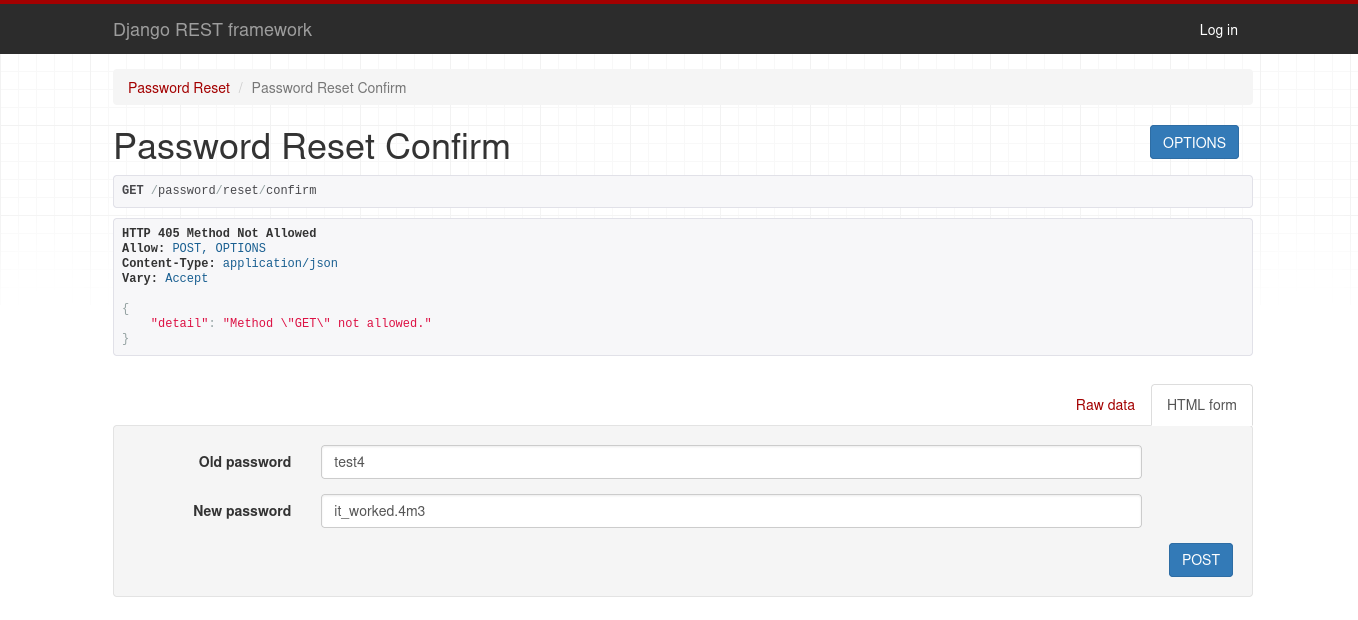 Django REST framework
Log in
Password Reset / Password Reset Confirm
Password Reset Confirm
OPTIONS
GET /password/reset/confirm
HTTP 405 Method Not Allowed
Allow: POST, OPTIONS
Content-Type: application/json
Vary: Accept
{
    "detail": "Method \"GET\" not allowed."
}
Raw data
HTML form
Old password
test4
New password
it_worked.4m3
POST